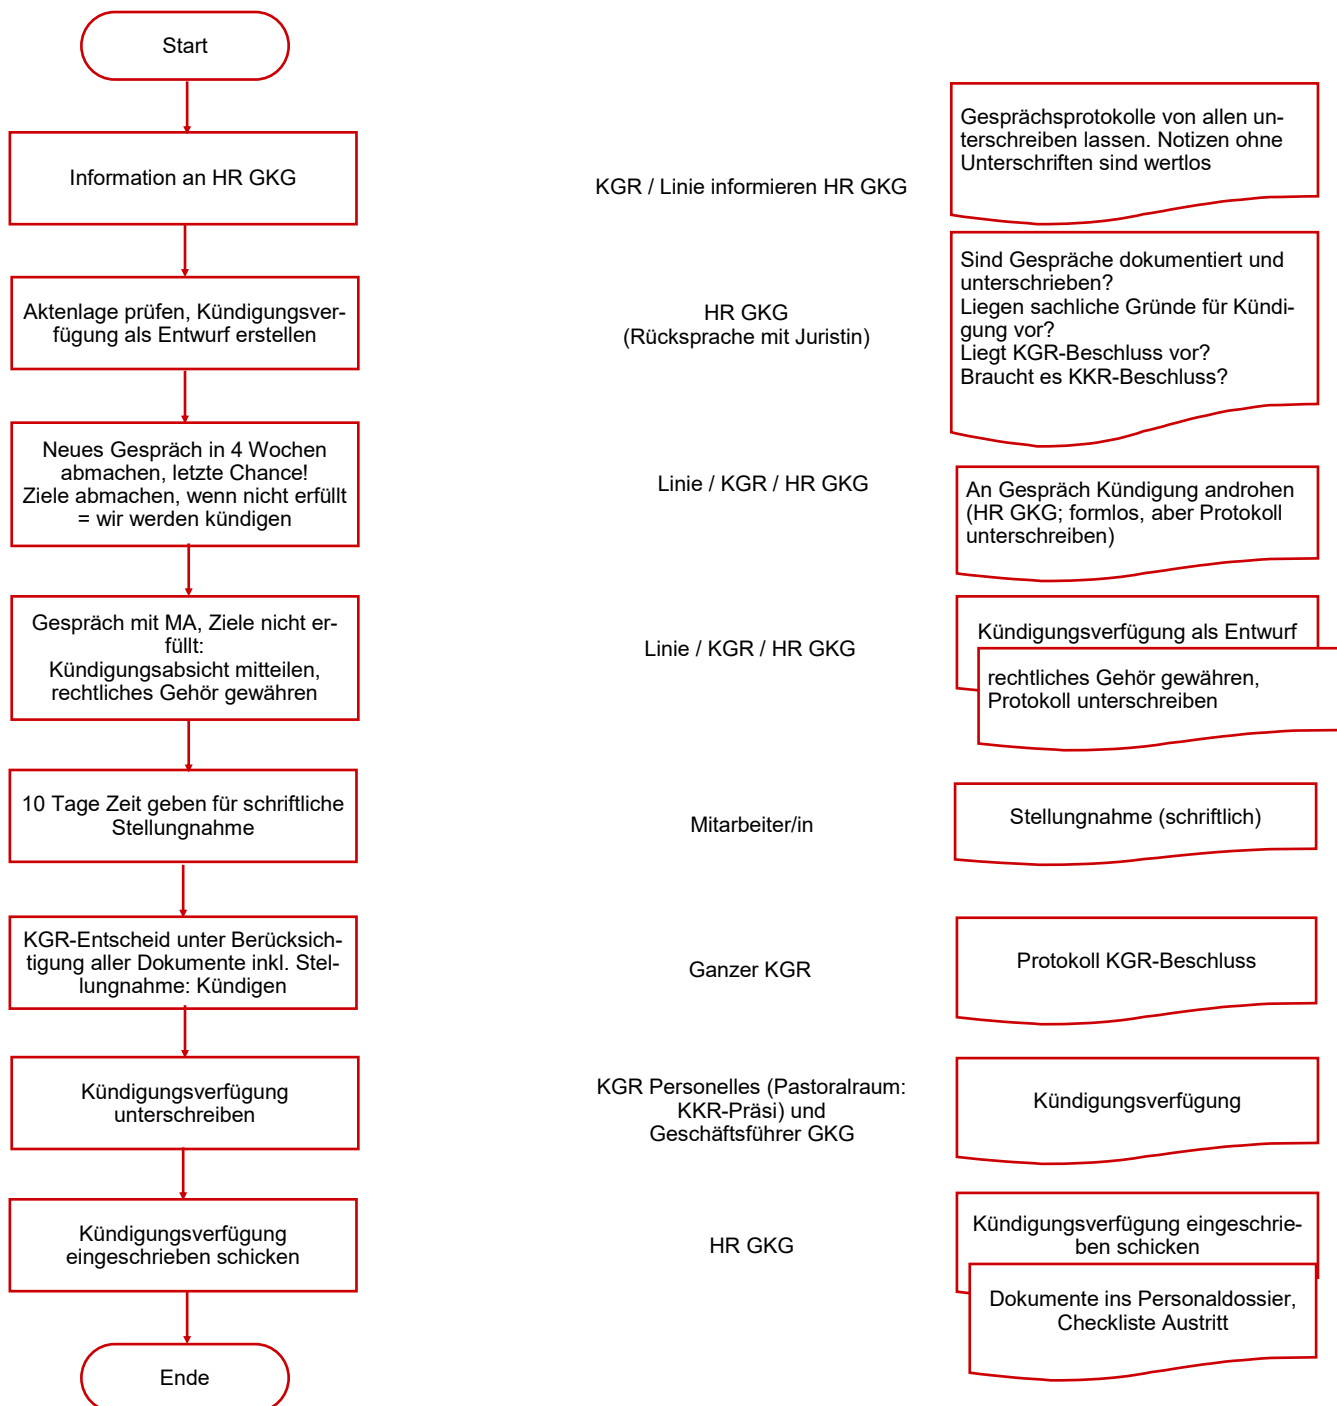 Start
Gesprächsprotokolle von allen un-
terschreiben lassen. Notizen ohne
Unterschriften sind wertlos
Information an HR GKG
KGR / Linie informieren HR GKG
Aktenlage prüfen, Kündigungsver-
fügung als Entwurf erstellen
HR GKG
(Rücksprache mit Juristin)
Sind Gespräche dokumentiert und
unterschrieben?
Liegen sachliche Gründe für Kündi-
gung vor?
Liegt KGR-Beschluss vor?
Braucht es KKR-Beschluss?
Neues Gespräch in 4 Wochen
abmachen, letzte Chance!
Ziele abmachen, wenn nicht erfüllt
= wir werden kündigen
Linie / KGR / HR GKG
An Gespräch Kündigung androhen
(HR GKG; formlos, aber Protokoll
unterschreiben)
Gespräch mit MA, Ziele nicht er-
füllt:
Kündigungsabsicht mitteilen,
rechtliches Gehör gewähren
Linie / KGR / HR GKG
Kündigungsverfügung als Entwurf
rechtliches Gehör gewähren,
Protokoll unterschreiben
10 Tage Zeit geben für schriftliche
Stellungnahme
Mitarbeiter/in
Stellungnahme (schriftlich)
KGR-Entscheid unter Berücksich-
tigung aller Dokumente inkl. Stel-
lungnahme: Kündigen
Ganzer KGR
Protokoll KGR-Beschluss
Kündigungsverfügung
unterschreiben
KGR Personelles (Pastoralraum:
KKR-Präsi) und
Geschäftsführer GKG
Kündigungsverfügung
Kündigungsverfügung
eingeschrieben schicken
HR GKG
Kündigungsverfügung eingeschrie-
ben schicken
Dokumente ins Personaldossier,
Checkliste Austritt
Ende